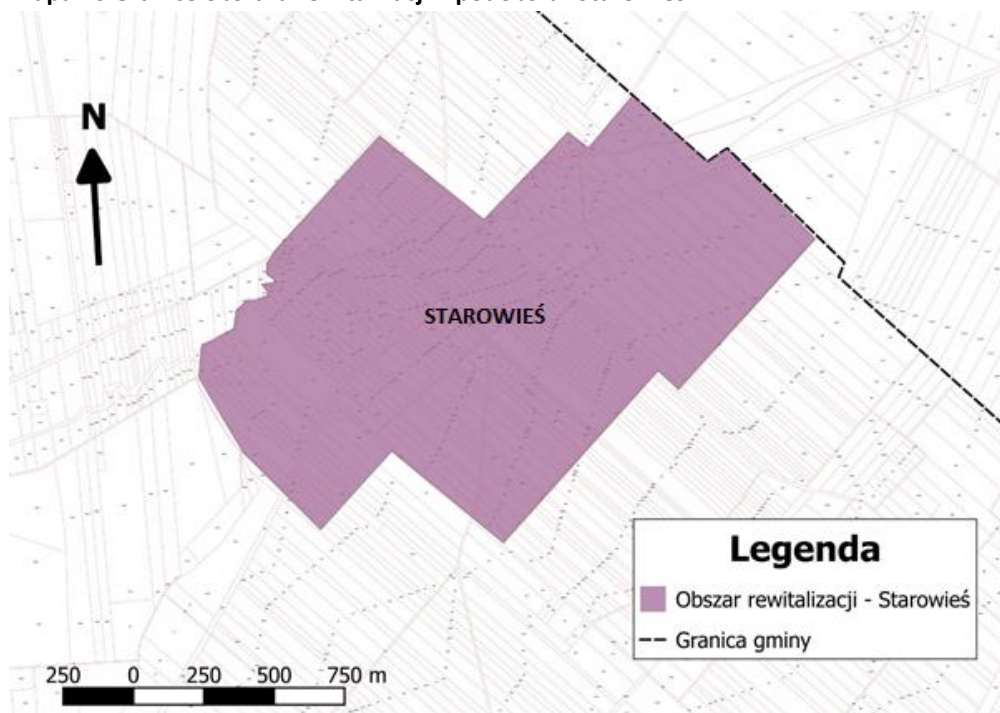 N
STAROWIEŚ
Legenda
Obszar rewitalizacji - Starowieś
Granica gminy
250 0 250 500 750 m